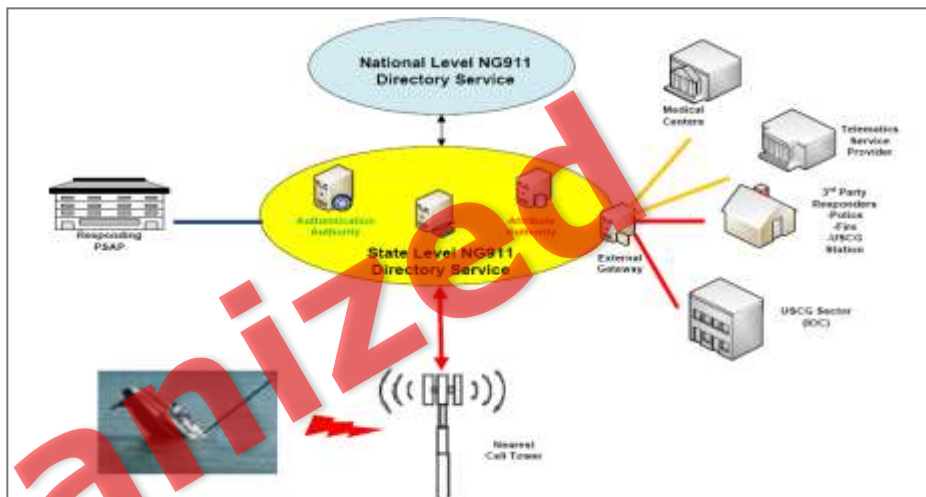 National Level NG911
Directory Service
Medical
Centers
Telematics
Service
Provider
Authentication
Authority
Attribute
Authority
3rd Party
Responders
-Police
-Fire
-USCG
Station
Responding
PSAP
State Level NG911
Directory Service
External
Gateway
USCG Sector
(IOC)
Nearest
Call Tower
anized